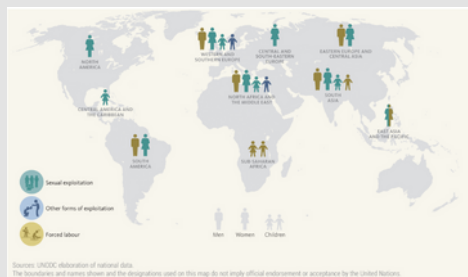 NORTH
AMERICA
WESTERN AND
SOUTHERN EUROPE
CENTRAL AND
SOUTH-EASTERN
EUROPE
EASTERN EUROPE AND
CENTRAL ASIA
CENTRAL AMERICA AND
THE CARIBBEAN
NORTH AFRICA AND
THE MIDDLE EAST
SOUTH
ASIA
EAST ASIA
AND THE PACIFIC
SOUTH
AMERICA
SUB-SAHARAN
AFRICA
Sexual exploitation
Other forms of exploitation
Forced labour
Men
Women
Children
Sources: UNODC elaboration of national data.
The boundaries and names shown and the designations used on this map do not imply official endorsement or acceptance by the United Nations.